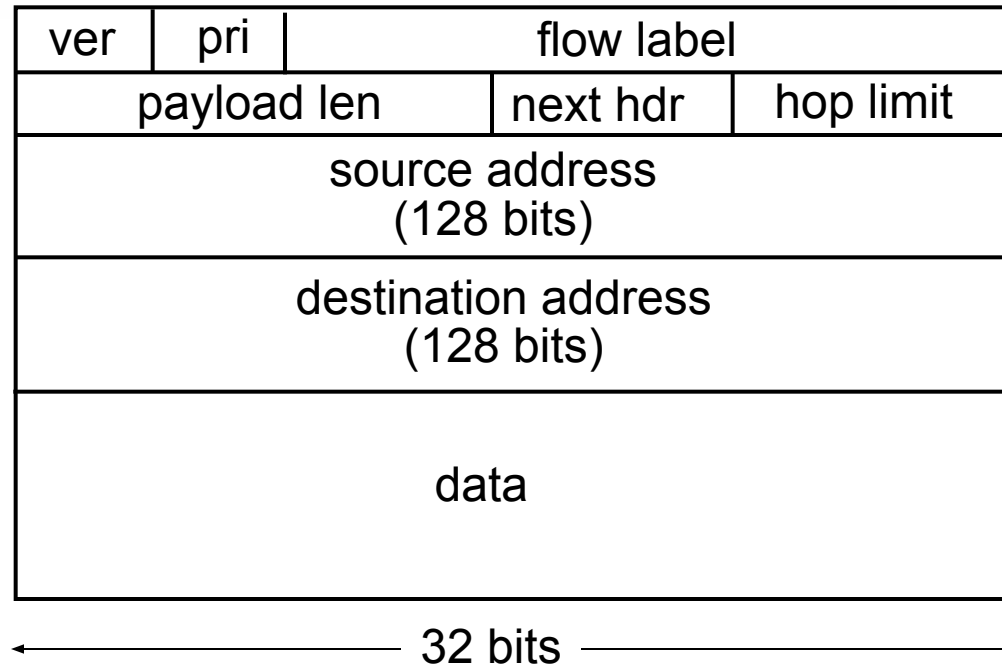 ver pri flow label
payload len next hdr hop limit
source address
(128 bits)
destination address
(128 bits)
data
32 bits